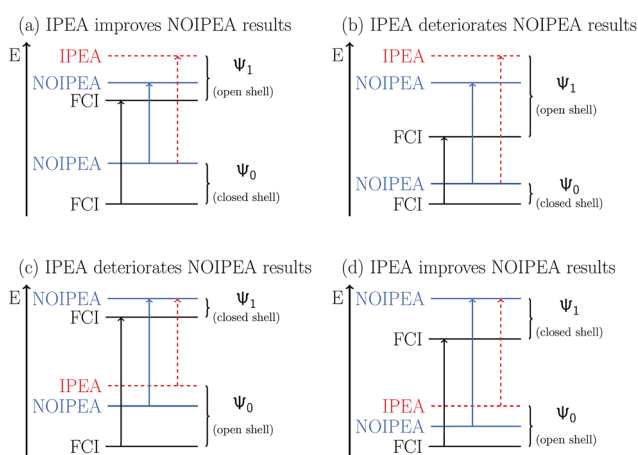 (a) IPEA improves NOIPEA results
E
IPEA
NOIPEA
FCI
NOIPEA
FCI
Ψ1
(open shell)
Ψ0
(closed shell)
(b) IPEA deteriorates NOIPEA results
E
IPEA
NOIPEA
FCI
NOIPEA
FCI
Ψ1
(open shell)
Ψ0
(closed shell)
(c) IPEA deteriorates NOIPEA results
E
NOIPEA
FCI
IPEA
NOIPEA
FCI
Ψ1
(closed shell)
Ψ0
(open shell)
(d) IPEA improves NOIPEA results
E
NOIPEA
FCI
IPEA
NOIPEA
FCI
Ψ1
(closed shell)
Ψ0
(open shell)